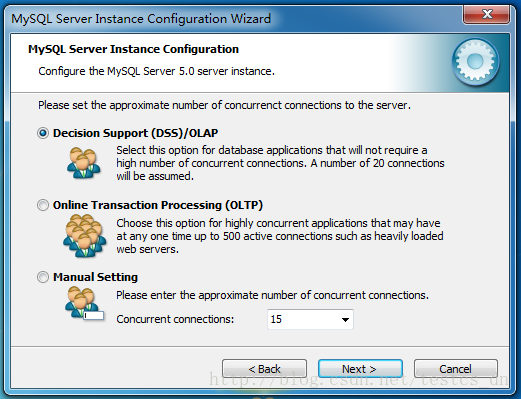 MySQL Server Instance Configuration Wizard
MySQL Server Instance Configuration
Configure the MySQL Server 5.0 server instance.
Please set the approximate number of concurrenct connections to the server.
Decision Support (DSS)/OLAP
Select this option for database applications that will not require a
high number of concurrent connections. A number of 20 connections
will be assumed.
Online Transaction Processing (OLTP)
Choose this option for highly concurrent applications that may have
at any one time up to 500 active connections such as heavily loaded
web servers.
Manual Setting
Please enter the approximate number of concurrent connections.
Concurrent connections: 15
< Back Next > Cancel
http://blog.csdn.net/testcs_dn